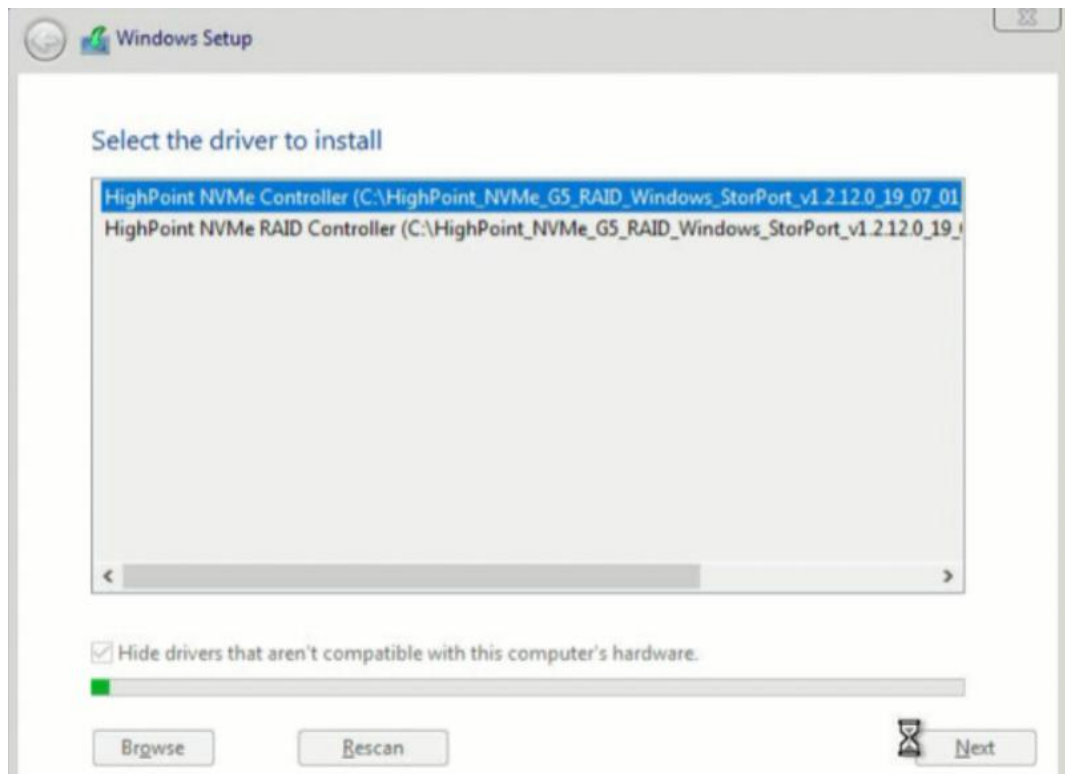 Windows Setup
Select the driver to install
HighPoint NVMe Controller (C:\HighPoint_NVMe_G5_RAID_Windows_StorPort_v1.2.12.0_19_07_01
HighPoint NVMe RAID Controller (C:\HighPoint_NVMe_G5_RAID_Windows_StorPort_v1.2.12.0_19_
Hide drivers that aren't compatible with this computer's hardware.
Browse Rescan Next